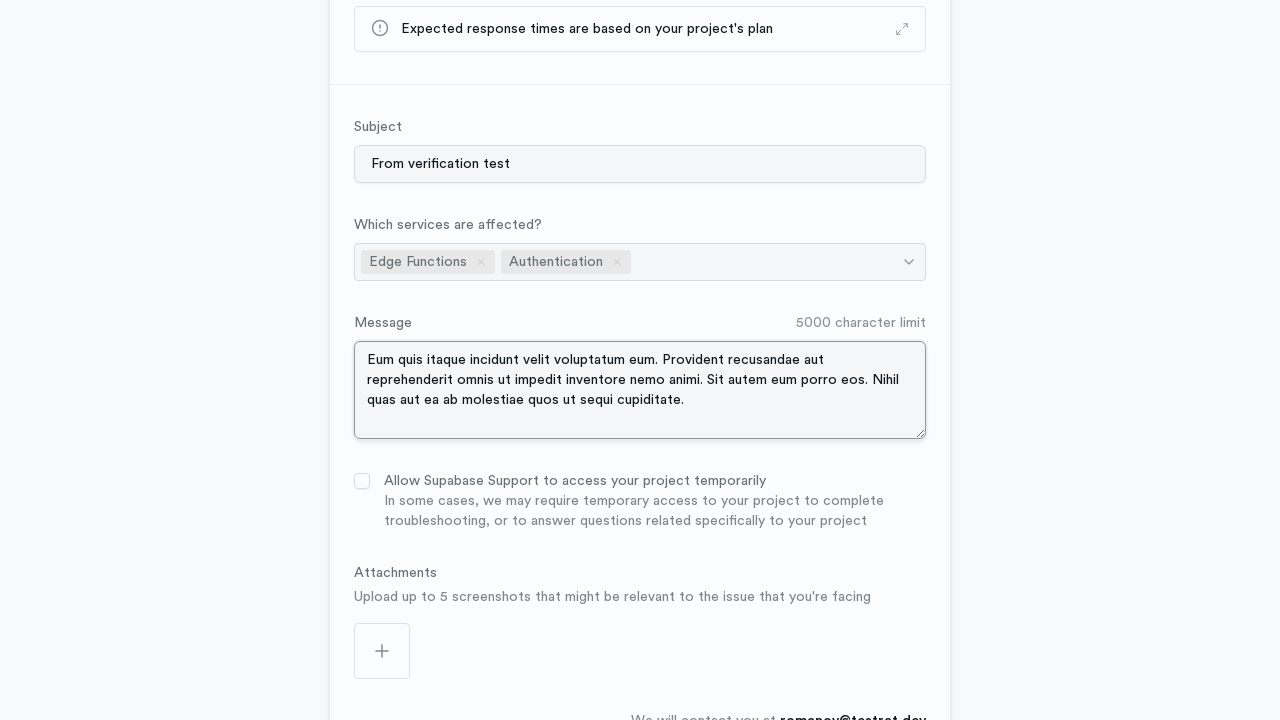 Expected response times are based on your project's plan
Subject
From verification test
Which services are affected?
Edge Functions Authentication
Message 5000 character limit
Eum quis itaque incidunt velit voluptatum eum. Provident recusandae aut
reprehenderit omnis ut impedit inventore nemo animi. Sit autem eum porro eos. Nihil
quas aut ea ab molestiae quos ut sequi cupiditate.
Allow Supabase Support to access your project temporarily
In some cases, we may require temporary access to your project to complete
troubleshooting, or to answer questions related specifically to your project
Attachments
Upload up to 5 screenshots that might be relevant to the issue that you're facing
We will contact you at